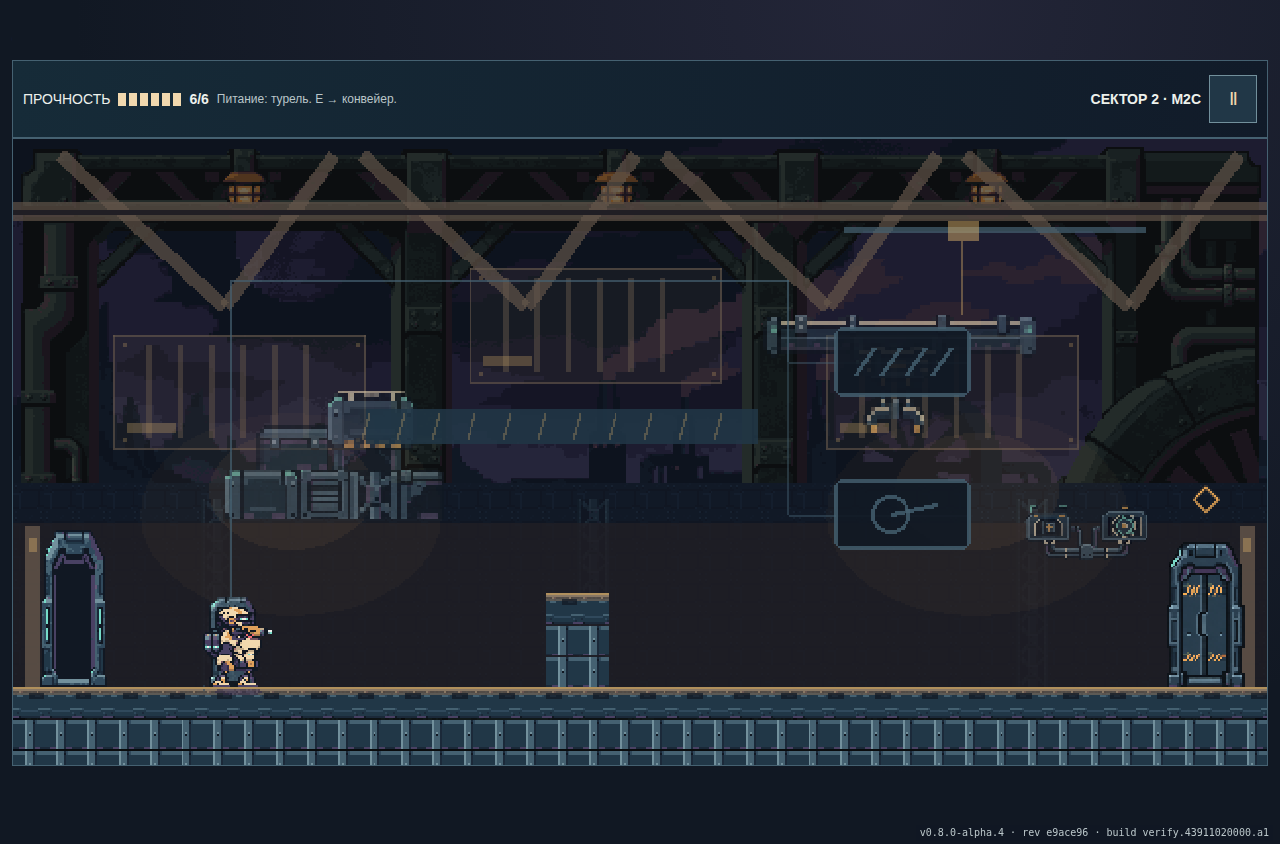 ПРОЧНОСТЬ 6/6 Питание: турель. E → конвейер.
СЕКТОР 2 · M2C
v0.8.0-alpha.4 · rev e9ace96 · build verify.43911020000.a1